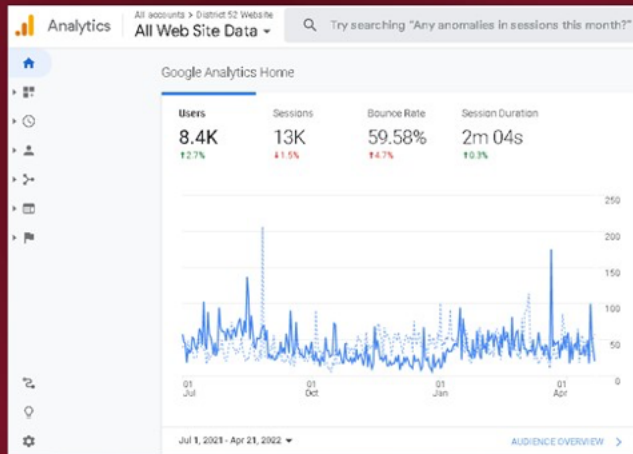 Analytics
All accounts > District 52 Website
All Web Site Data
Try searching "Any anomalies in sessions this month?"
Google Analytics Home
Users Sessions Bounce Rate Session Duration
8.4K 13K 59.58% 2m 04s
↑2.7% ↓1.5% ↑4.7% ↑0.3%
250
200
150
100
50
0
01 01 01 01
Jul Oct Jan Apr
Jul 1, 2021 - Apr 21, 2022
AUDIENCE OVERVIEW